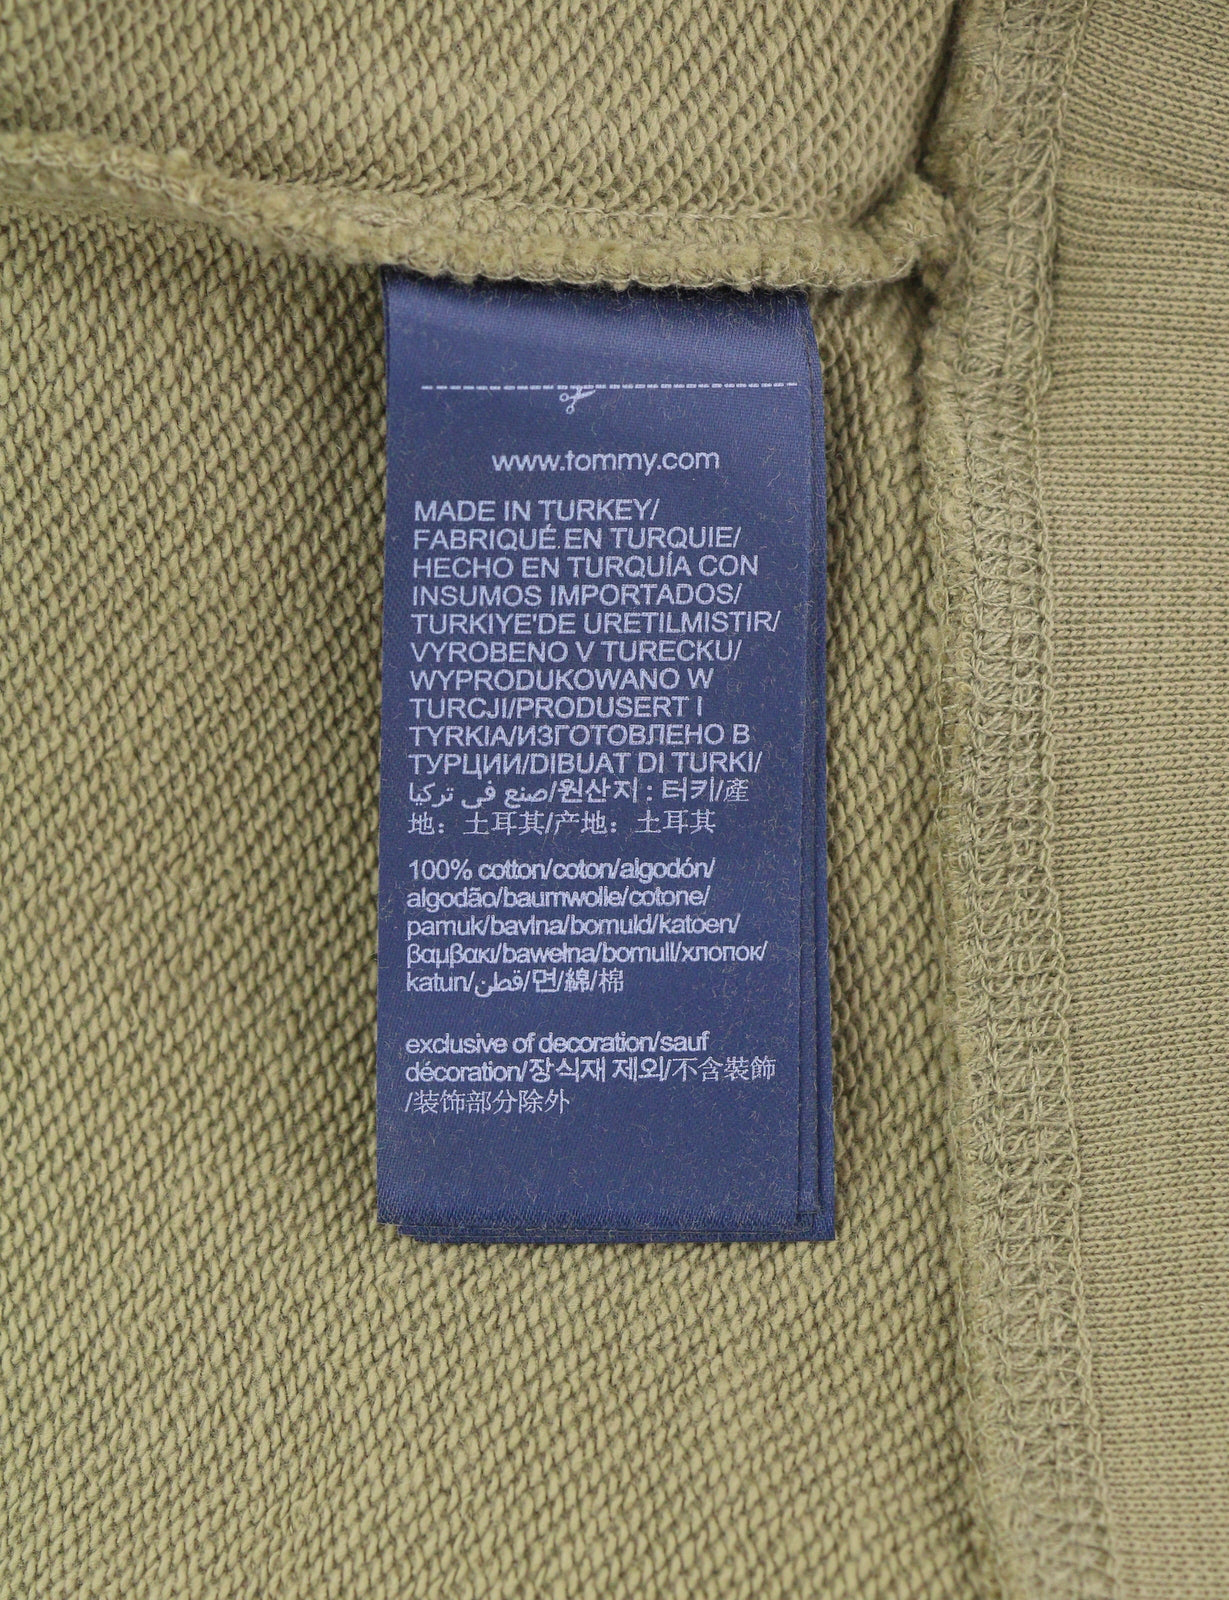 www.tommy.com
MADE IN TURKEY/
FABRIQUÉ EN TURQUIE/
HECHO EN TURQUÍA CON
INSUMOS IMPORTADOS/
TURKIYE'DE URETILMISTIR/
VYROBENO V TURECKU/
WYPRODUKOWANO W
TURCJI/PRODUSERT I
TYRKIA/ИЗГОТОВЛЕНО В
ТУРЦИИ/DIBUAT DI TURKI/
صنع في تركيا/원산지 : 터키/產
地：土耳其/产地：土耳其
100% cotton/coton/algodón/
algodão/baumwolle/cotone/
pamuk/bavlna/bomuld/katoen/
βαμβακι/bawełna/bomull/хлопок/
katun/قطن/면/綿/棉
exclusive of decoration/sauf
décoration/장식재 제외/不含裝飾
/装饰部分除外